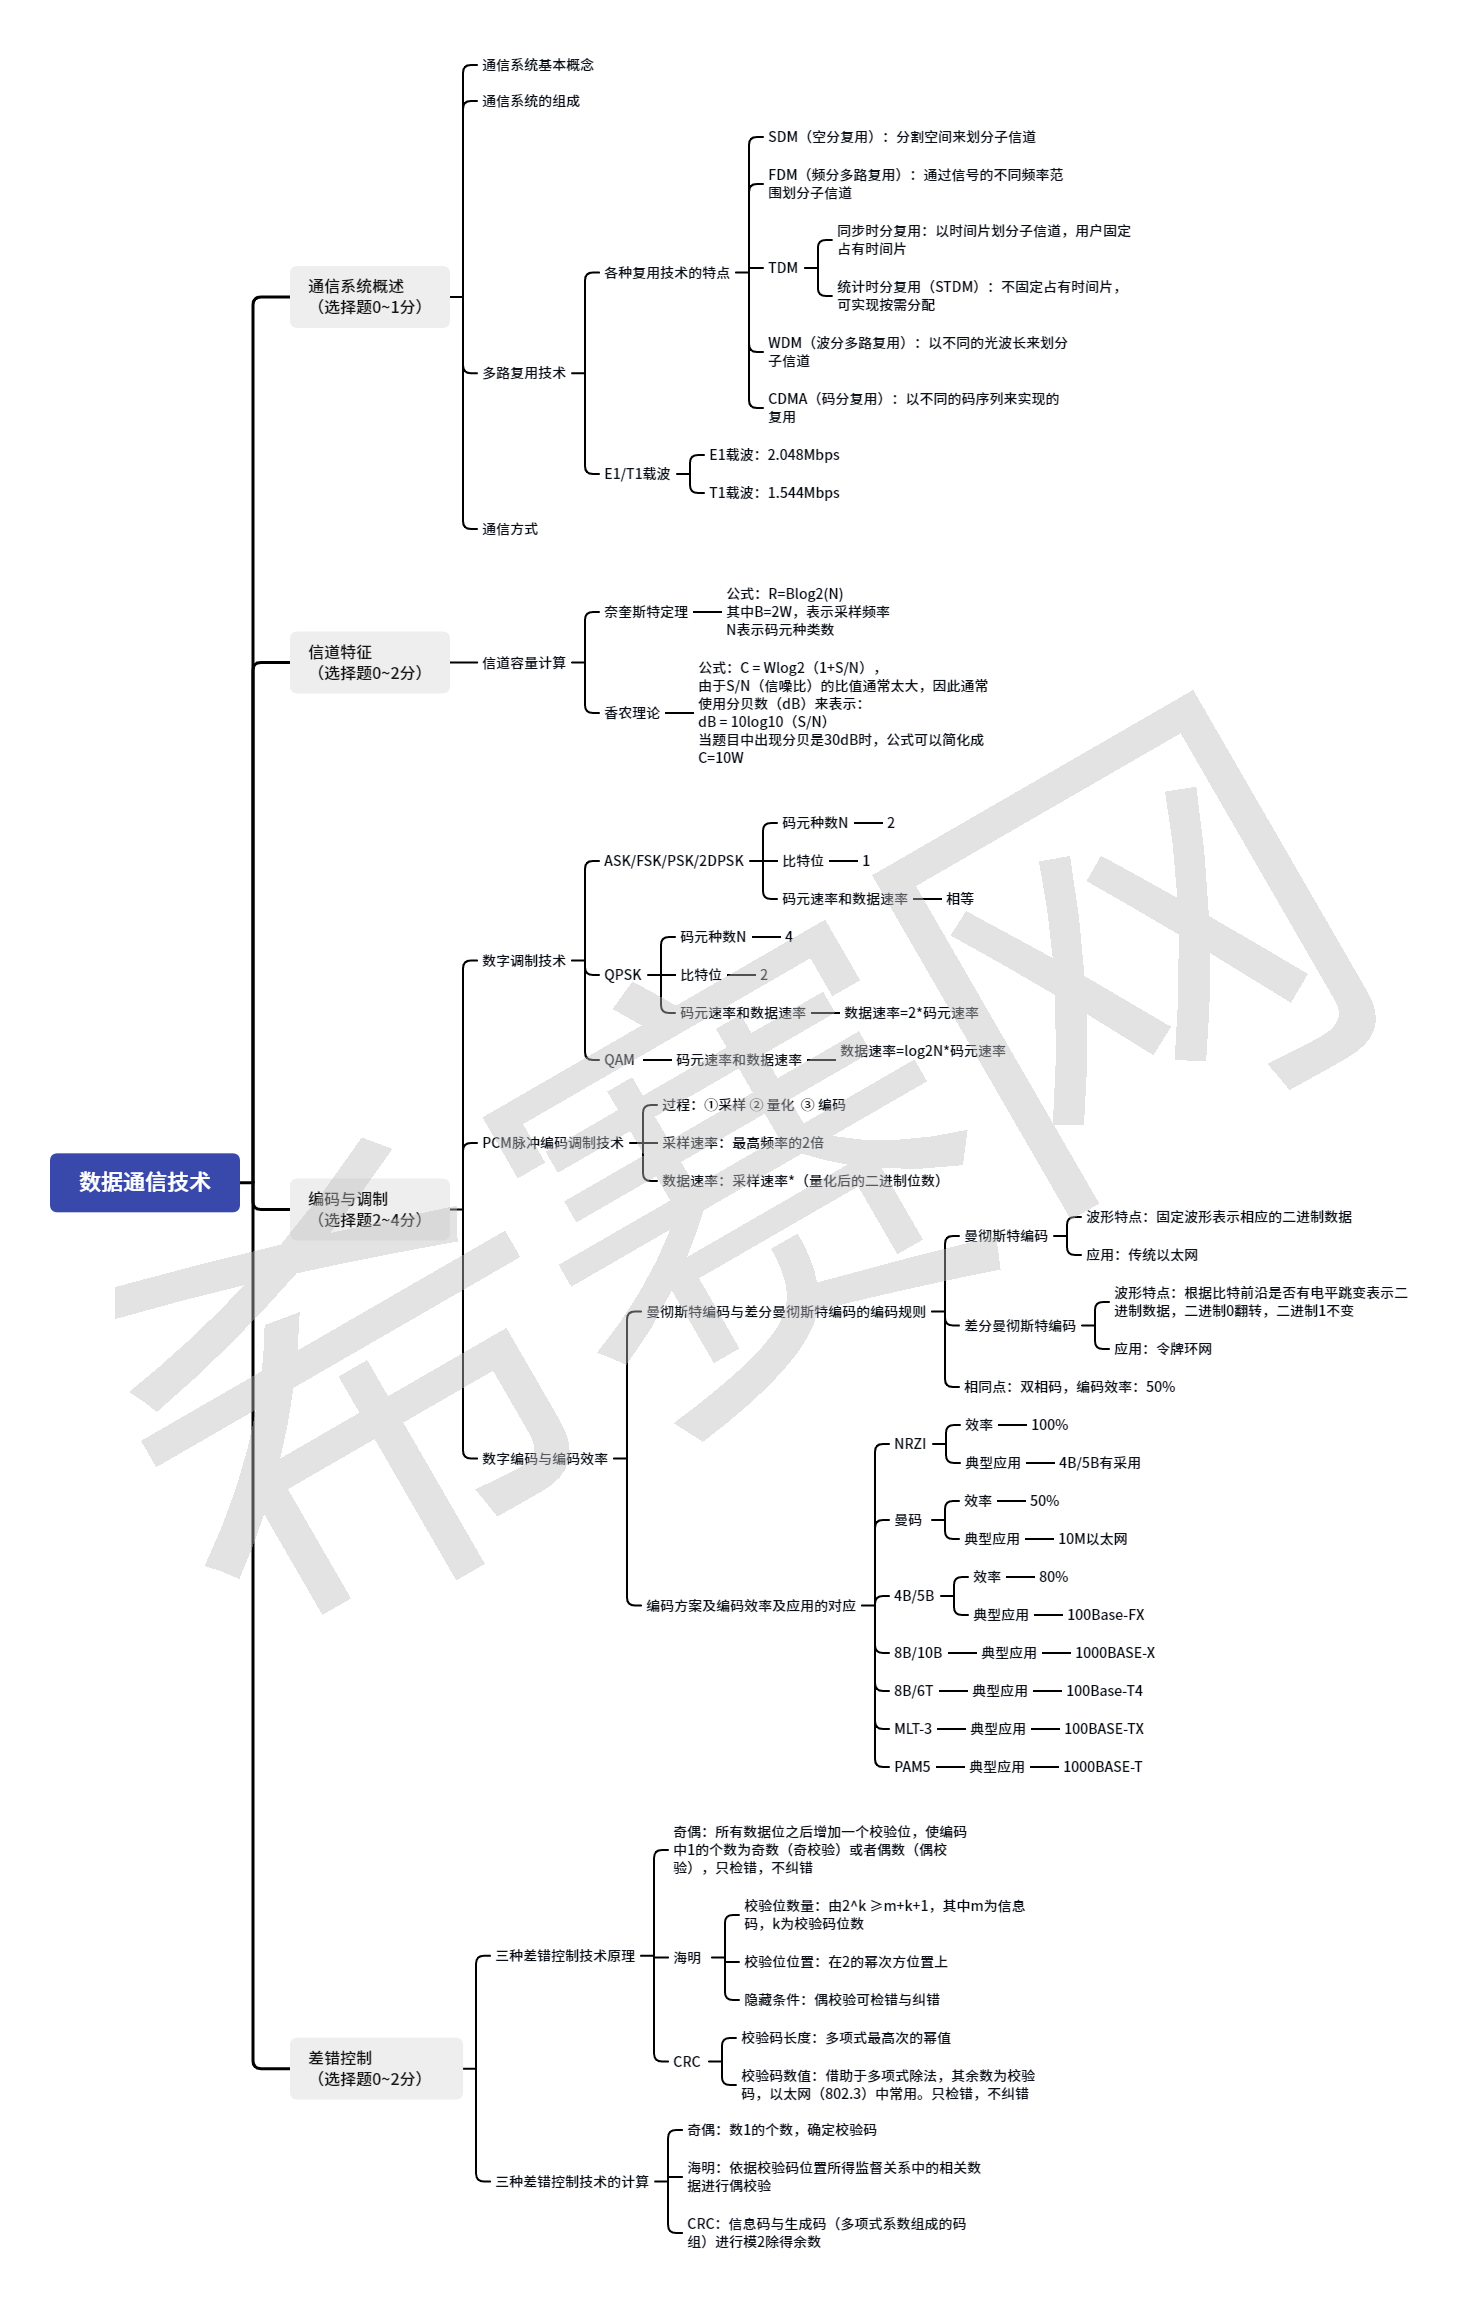 数据通信技术
通信系统概述
（选择题0~1分）
通信系统基本概念
通信系统的组成
多路复用技术
各种复用技术的特点
SDM（空分复用）：分割空间来划分子信道
FDM（频分多路复用）：通过信号的不同频率范
围划分子信道
TDM
同步时分复用：以时间片划分子信道，用户固定
占有时间片
统计时分复用（STDM）：不固定占有时间片，
可实现按需分配
WDM（波分多路复用）：以不同的光波长来划分
子信道
CDMA（码分复用）：以不同的码序列来实现的
复用
E1/T1载波
E1载波：2.048Mbps
T1载波：1.544Mbps
通信方式
信道特征
（选择题0~2分）
信道容量计算
奈奎斯特定理
公式：R=Blog2(N)
其中B=2W，表示采样频率
N表示码元种类数
香农理论
公式：C = Wlog2（1+S/N），
由于S/N（信噪比）的比值通常太大，因此通常
使用分贝数（dB）来表示：
dB = 10log10（S/N）
当题目中出现分贝是30dB时，公式可以简化成
C=10W
编码与调制
（选择题2~4分）
数字调制技术
ASK/FSK/PSK/2DPSK
码元种数N
2
比特位
1
码元速率和数据速率
相等
QPSK
码元种数N
4
比特位
2
码元速率和数据速率
数据速率=2*码元速率
QAM
码元速率和数据速率
数据速率=log2N*码元速率
PCM脉冲编码调制技术
过程：①采样 ② 量化 ③ 编码
采样速率：最高频率的2倍
数据速率：采样速率*（量化后的二进制位数）
数字编码与编码效率
曼彻斯特编码与差分曼彻斯特编码的编码规则
曼彻斯特编码
波形特点：固定波形表示相应的二进制数据
应用：传统以太网
差分曼彻斯特编码
波形特点：根据比特前沿是否有电平跳变表示二
进制数据，二进制0翻转，二进制1不变
应用：令牌环网
相同点：双相码，编码效率：50%
编码方案及编码效率及应用的对应
NRZI
效率
100%
典型应用
4B/5B有采用
曼码
效率
50%
典型应用
10M以太网
4B/5B
效率
80%
典型应用
100Base-FX
8B/10B
典型应用
1000BASE-X
8B/6T
典型应用
100Base-T4
MLT-3
典型应用
100BASE-TX
PAM5
典型应用
1000BASE-T
差错控制
（选择题0~2分）
三种差错控制技术原理
奇偶：所有数据位之后增加一个校验位，使编码
中1的个数为奇数（奇校验）或者偶数（偶校
验），只检错，不纠错
海明
校验位数量：由2^k ≥m+k+1，其中m为信息
码，k为校验码位数
校验位位置：在2的幂次方位置上
隐藏条件：偶校验可检错与纠错
CRC
校验码长度：多项式最高次的幂值
校验码数值：借助于多项式除法，其余数为校验
码，以太网（802.3）中常用。只检错，不纠错
三种差错控制技术的计算
奇偶：数1的个数，确定校验码
海明：依据校验码位置所得监督关系中的相关数
据进行偶校验
CRC：信息码与生成码（多项式系数组成的码
组）进行模2除得余数
希赛网